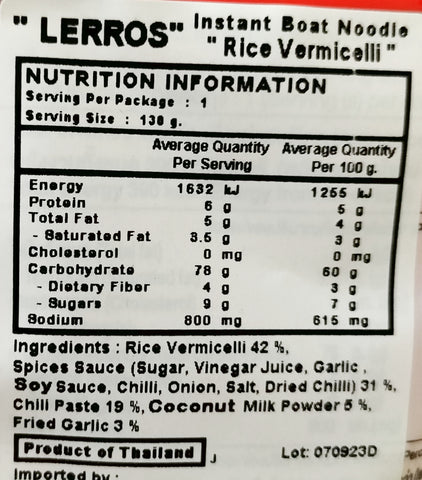 " LERROS" Instant Boat Noodle
" Rice Vermicelli "
NUTRITION INFORMATION
Serving Per Package : 1
Serving Size : 130 g.
Average Quantity Per Serving Average Quantity Per 100 g.
Energy 1632 kJ 1255 kJ
Protein 6 g 5 g
Total Fat 5 g 4 g
- Saturated Fat 3.5 g 3 g
Cholesterol 0 mg 0 mg
Carbohydrate 78 g 60 g
- Dietary Fiber 4 g 3 g
- Sugars 9 g 7 g
Sodium 800 mg 615 mg
Ingredients : Rice Vermicelli 42 %,
Spices Sauce (Sugar, Vinegar Juice, Garlic ,
Soy Sauce, Chilli, Onion, Salt, Dried Chilli) 31 %,
Chili Paste 19 %, Coconut Milk Powder 5 %,
Fried Garlic 3 %
Product of Thailand Lot: 070923D
Imported by :